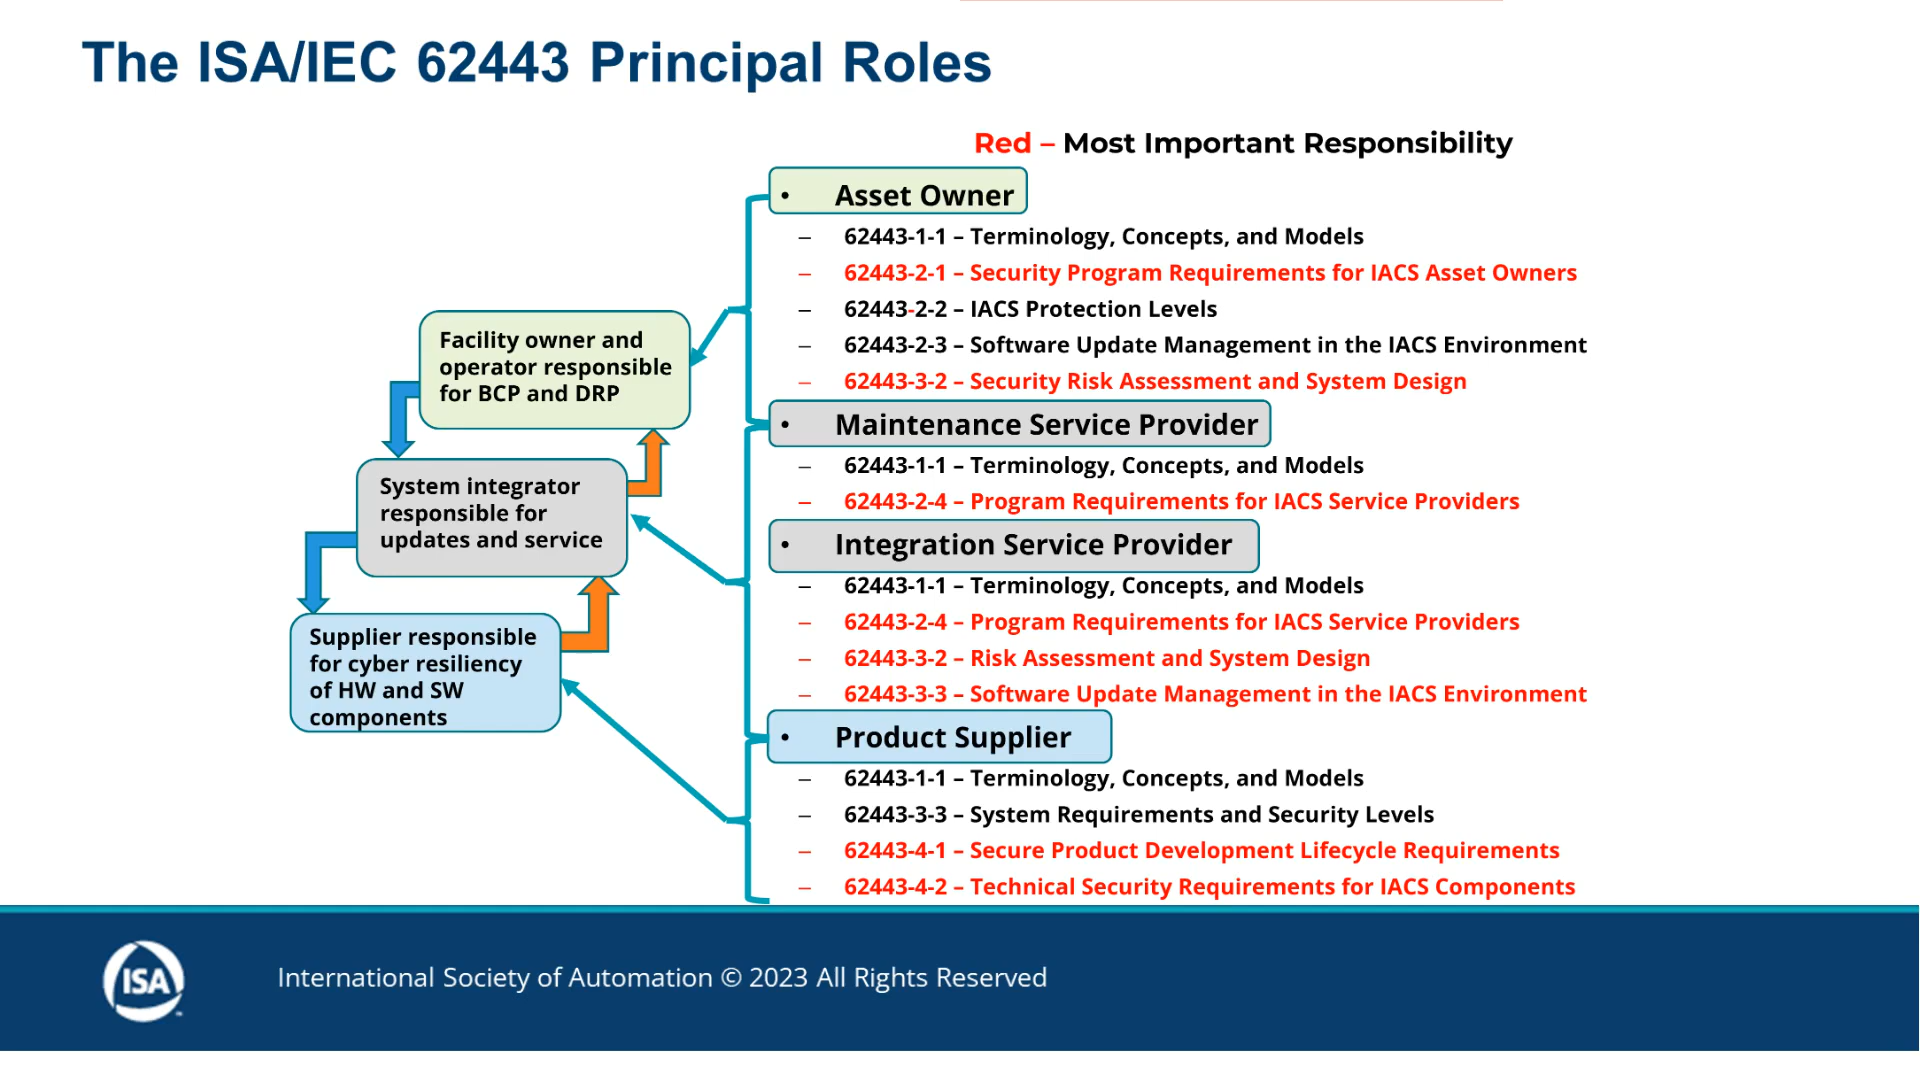 The ISA/IEC 62443 Principal Roles
Red – Most Important Responsibility
• Asset Owner
– 62443-1-1 – Terminology, Concepts, and Models
– 62443-2-1 – Security Program Requirements for IACS Asset Owners
– 62443-2-2 – IACS Protection Levels
– 62443-2-3 – Software Update Management in the IACS Environment
– 62443-3-2 – Security Risk Assessment and System Design
• Maintenance Service Provider
– 62443-1-1 – Terminology, Concepts, and Models
– 62443-2-4 – Program Requirements for IACS Service Providers
• Integration Service Provider
– 62443-1-1 – Terminology, Concepts, and Models
– 62443-2-4 – Program Requirements for IACS Service Providers
– 62443-3-2 – Risk Assessment and System Design
– 62443-3-3 – Software Update Management in the IACS Environment
• Product Supplier
– 62443-1-1 – Terminology, Concepts, and Models
– 62443-3-3 – System Requirements and Security Levels
– 62443-4-1 – Secure Product Development Lifecycle Requirements
– 62443-4-2 – Technical Security Requirements for IACS Components
Facility owner and
operator responsible
for BCP and DRP
System integrator
responsible for
updates and service
Supplier responsible
for cyber resiliency
of HW and SW
components
ISA
International Society of Automation © 2023 All Rights Reserved